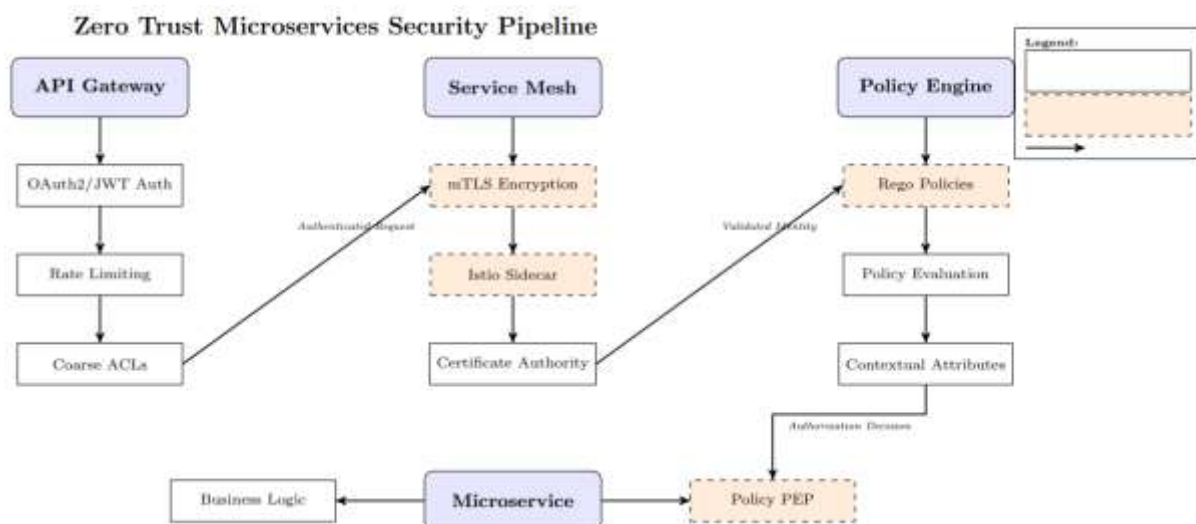 Zero Trust Microservices Security Pipeline
API Gateway
Service Mesh
Policy Engine
Legend:
OAuth2/JWT Auth
mTLS Encryption
Rego Policies
Authenticated Request
Validated Identity
Rate Limiting
Istio Sidecar
Policy Evaluation
Coarse ACLs
Certificate Authority
Contextual Attributes
Authorization Decision
Business Logic
Microservice
Policy PEP